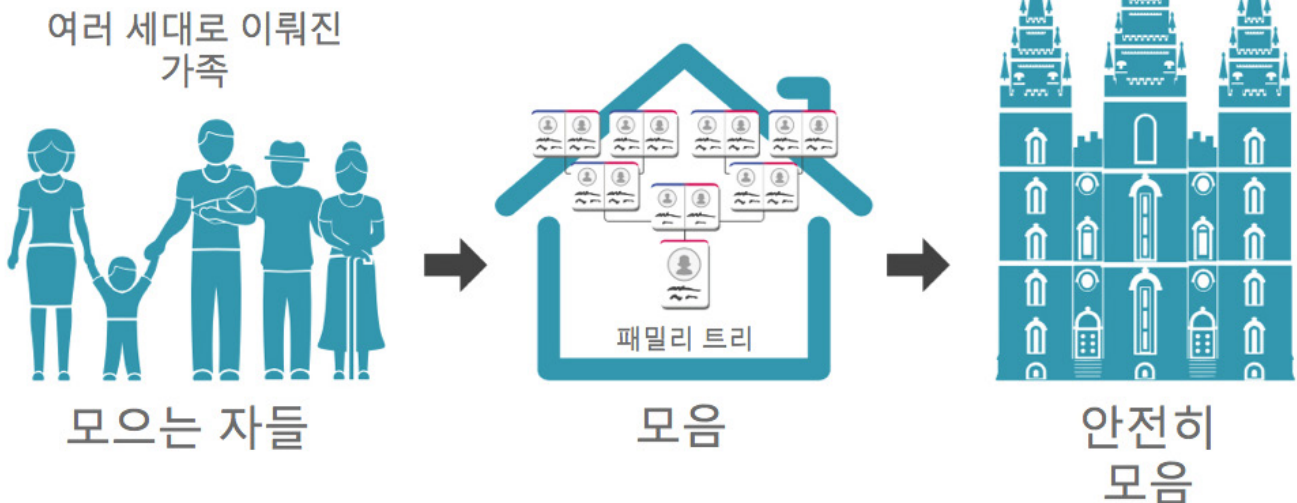 여러 세대로 이뤄진
가족
패밀리 트리
모으는 자들
모음
안전히
모음